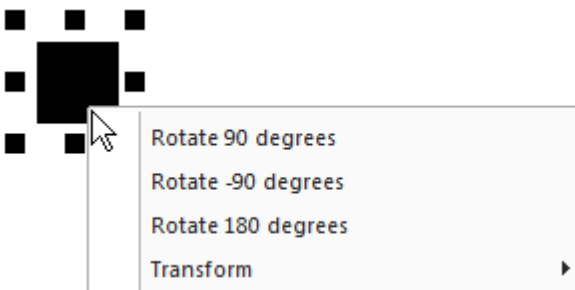 Rotate 90 degrees
Rotate -90 degrees
Rotate 180 degrees
Transform